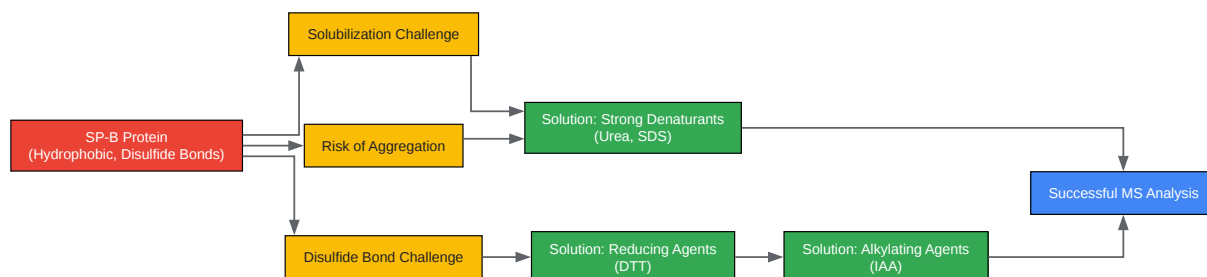 Solubilization Challenge
Solution: Strong Denaturants
(Urea, SDS)
SP-B Protein
(Hydrophobic, Disulfide Bonds)
Risk of Aggregation
Successful MS Analysis
Disulfide Bond Challenge
Solution: Reducing Agents
(DTT)
Solution: Alkylating Agents
(IAA)